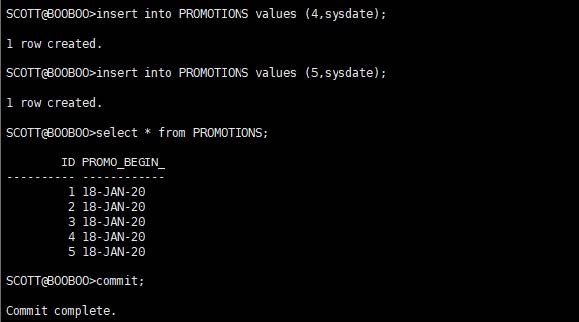 SCOTT@BOOBOO>insert into PROMOTIONS values (4,sysdate);
1 row created.
SCOTT@BOOBOO>insert into PROMOTIONS values (5,sysdate);
1 row created.
SCOTT@BOOBOO>select * from PROMOTIONS;
        ID PROMO_BEGIN_
---------- ------------
         1 18-JAN-20
         2 18-JAN-20
         3 18-JAN-20
         4 18-JAN-20
         5 18-JAN-20
SCOTT@BOOBOO>commit;
Commit complete.